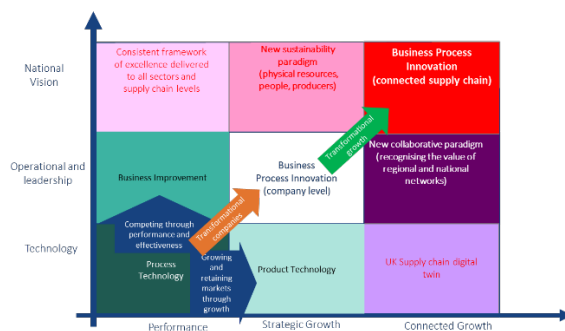 National
Vision
Consistent framework
of excellence delivered
to all sectors and
supply chain levels
New sustainability
paradigm
(physical resources,
people, producers)
Business Process
Innovation
(connected supply chain)
Transformational
growth
Operational and
leadership
Business Improvement
Business
Process Innovation
(company level)
New collaborative paradigm
(recognising the value of
regional and national
networks)
Transformational
companies
Competing through
performance and
effectiveness
Technology
Process
Technology
Growing
and
retaining
markets
through
growth
Product Technology
UK Supply chain digital
twin
Performance
Strategic Growth
Connected Growth